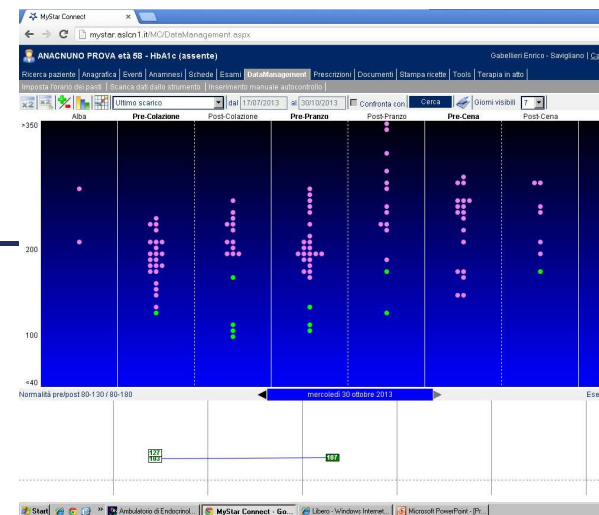 MyStar Connect
mystar.aslcn1.it/MC/DataManagement.aspx
ANACNUNO PROVA età 58 - HbA1c (assente) Gabellieri Enrico - Savigliano | Ca
Ricerca paziente | Anagrafica | Eventi | Anamnesi | Schede | Esami | DataManagement | Prescrizioni | Documenti | Stampa ricette | Tools | Terapia in atto |
Imposta l'orario dei pasti | Scarica dati dallo strumento | Inserimento manuale autocontrollo |
x2 Ultimo scarico dal 17/07/2013 al 30/10/2013 Confronta con Cerca Giorni visibili 7
Alba Pre-Colazione Post-Colazione Pre-Pranzo Post-Pranzo Pre-Cena Post-Cena
>350
200
100
<40
Normalità pre/post 80-130 / 80-180 mercoledì 30 ottobre 2013 Ese
127
103 107
Start » Ambulatorio di Endocrinol... MyStar Connect - Go... Libero - Windows Internet... Microsoft PowerPoint - [Pr...